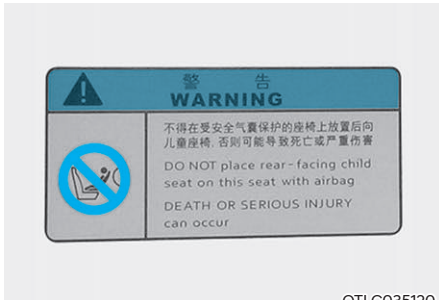 警 告
WARNING
不得在受安全气囊保护的座椅上放置后向
儿童座椅, 否则可能导致死亡或严重伤害
DO NOT place rear-facing child
seat on this seat with airbag
DEATH OR SERIOUS INJURY
can occur